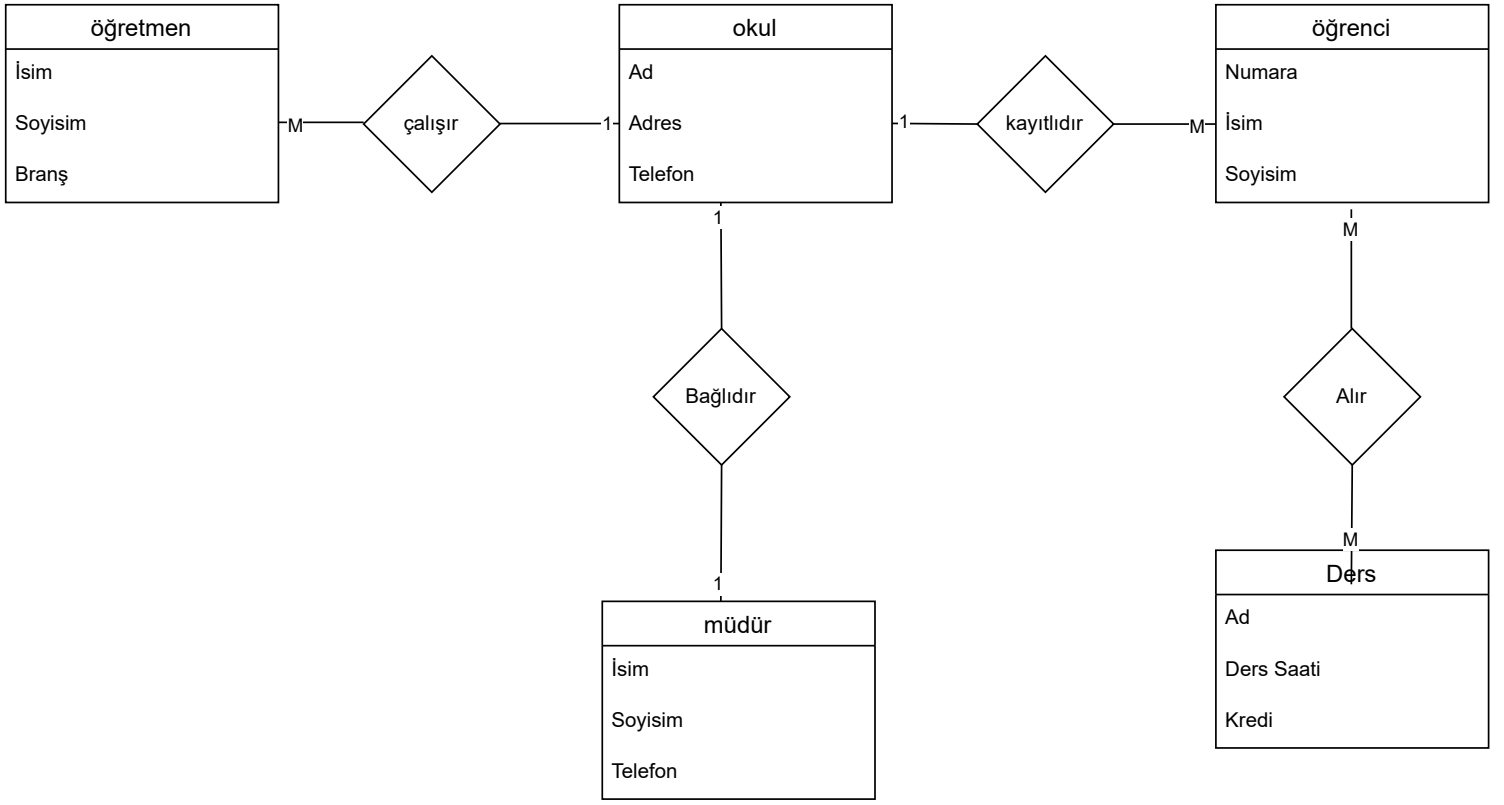 öğretmen
İsim
Soyisim
Branş
M
çalışır
1
okul
Ad
Adres
Telefon
1
kayıtlıdır
M
öğrenci
Numara
İsim
Soyisim
1
Bağlıdır
1
müdür
İsim
Soyisim
Telefon
M
Alır
M
Ders
Ad
Ders Saati
Kredi